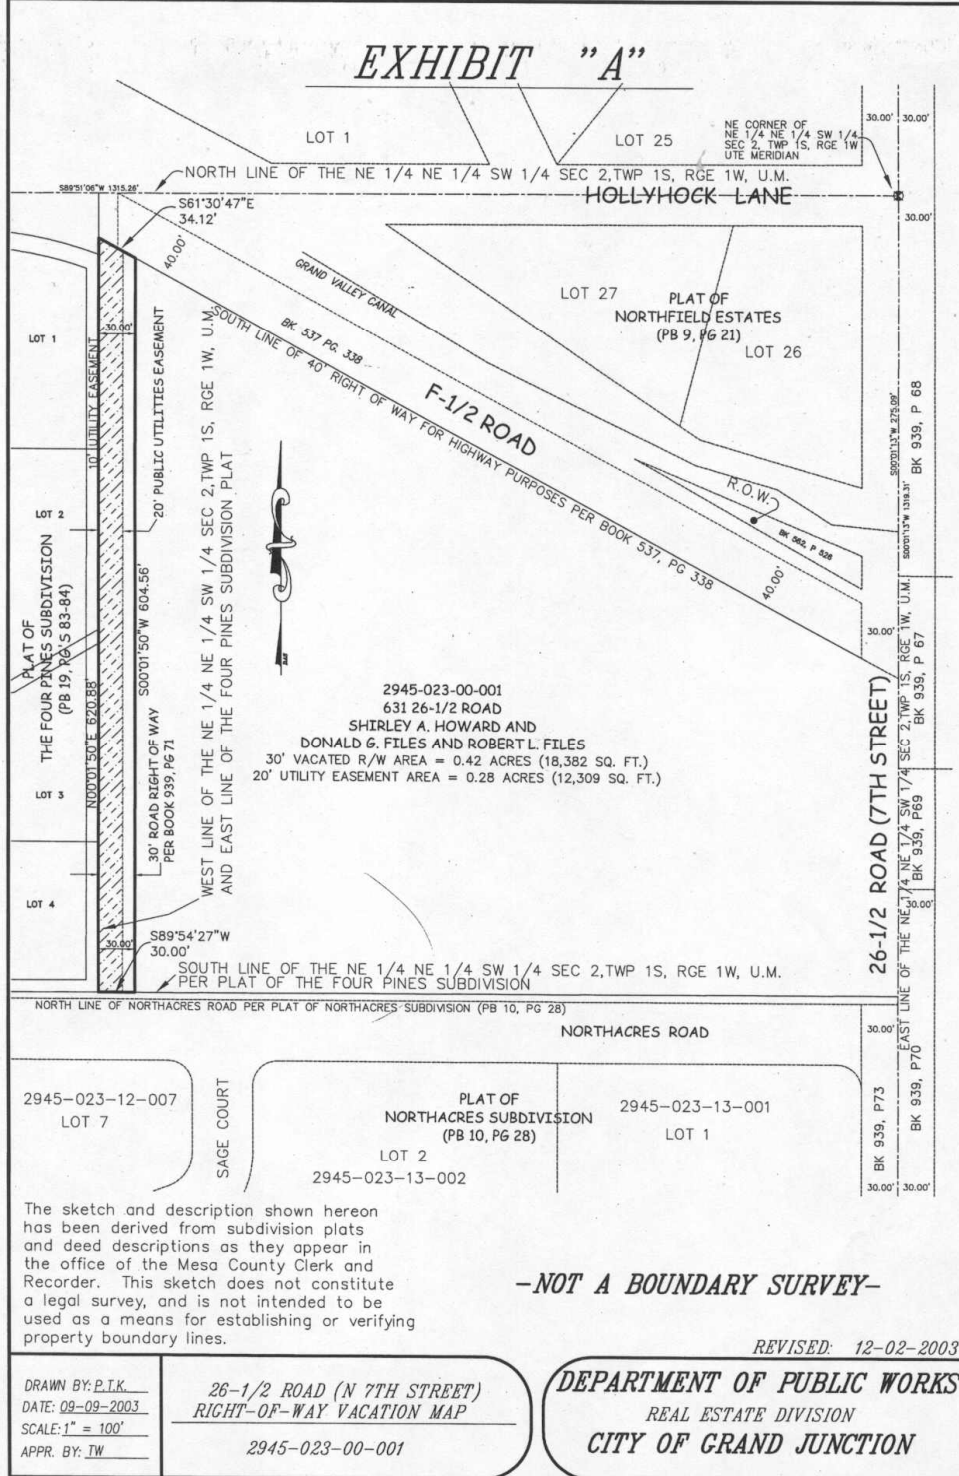 EXHIBIT "A"
LOT 1
LOT 25
NE CORNER OF
NE 1/4 NE 1/4 SW 1/4
SEC 2, TWP 1S, RGE 1W
UTE MERIDIAN
30.00'
30.00'
NORTH LINE OF THE NE 1/4 NE 1/4 SW 1/4 SEC 2,TWP 1S, RGE 1W, U.M.
S89°51'06"W 1315.26'
HOLLYHOCK LANE
S61°30'47"E
34.12'
30.00'
40.00'
GRAND VALLEY CANAL
LOT 27
PLAT OF
NORTHFIELD ESTATES
(PB 9, PG 21)
LOT 26
BK 537 PG. 338
SOUTH LINE OF 40' RIGHT OF WAY FOR HIGHWAY PURPOSES PER BOOK 537, PG 338
F-1/2 ROAD
R.O.W.
BK 562, P 526
40.00'
30.00'
S00°01'13"W 275.09'
S00°01'13"W 1319.31'
BK 939, P 68
BK 939, P 67
BK 939, P69
EAST LINE OF THE NE 1/4 NE 1/4 SW 1/4 SEC 2,TWP 1S, RGE 1W, U.M.
26-1/2 ROAD (7TH STREET)
30.00'
LOT 1
30.00'
10' UTILITY EASEMENT
20' PUBLIC UTILITIES EASEMENT
LOT 2
PLAT OF
THE FOUR PINES SUBDIVISION
(PB 19, PG'S 83-84)
LOT 3
LOT 4
N00°01'50"E 620.88'
S00°01'50"W 604.56'
30' ROAD RIGHT OF WAY
PER BOOK 939, PG 71
WEST LINE OF THE NE 1/4 NE 1/4 SW 1/4 SEC 2,TWP 1S, RGE 1W, U.M.
AND EAST LINE OF THE FOUR PINES SUBDIVISION PLAT
2945-023-00-001
631 26-1/2 ROAD
SHIRLEY A. HOWARD AND
DONALD G. FILES AND ROBERT L. FILES
30' VACATED R/W AREA = 0.42 ACRES (18,382 SQ. FT.)
20' UTILITY EASEMENT AREA = 0.28 ACRES (12,309 SQ. FT.)
S89°54'27"W
30.00'
30.00'
SOUTH LINE OF THE NE 1/4 NE 1/4 SW 1/4 SEC 2,TWP 1S, RGE 1W, U.M.
PER PLAT OF THE FOUR PINES SUBDIVISION
NORTH LINE OF NORTHACRES ROAD PER PLAT OF NORTHACRES SUBDIVISION (PB 10, PG 28)
NORTHACRES ROAD
30.00'
2945-023-12-007
LOT 7
SAGE COURT
PLAT OF
NORTHACRES SUBDIVISION
(PB 10, PG 28)
LOT 2
2945-023-13-002
2945-023-13-001
LOT 1
BK 939, P73
BK 939, P70
30.00'
30.00'
The sketch and description shown hereon
has been derived from subdivision plats
and deed descriptions as they appear in
the office of the Mesa County Clerk and
Recorder. This sketch does not constitute
a legal survey, and is not intended to be
used as a means for establishing or verifying
property boundary lines.
-NOT A BOUNDARY SURVEY-
REVISED: 12-02-2003
DRAWN BY: P.T.K.
DATE: 09-09-2003
SCALE: 1" = 100'
APPR. BY: TW
26-1/2 ROAD (N 7TH STREET)
RIGHT-OF-WAY VACATION MAP
2945-023-00-001
DEPARTMENT OF PUBLIC WORKS
REAL ESTATE DIVISION
CITY OF GRAND JUNCTION